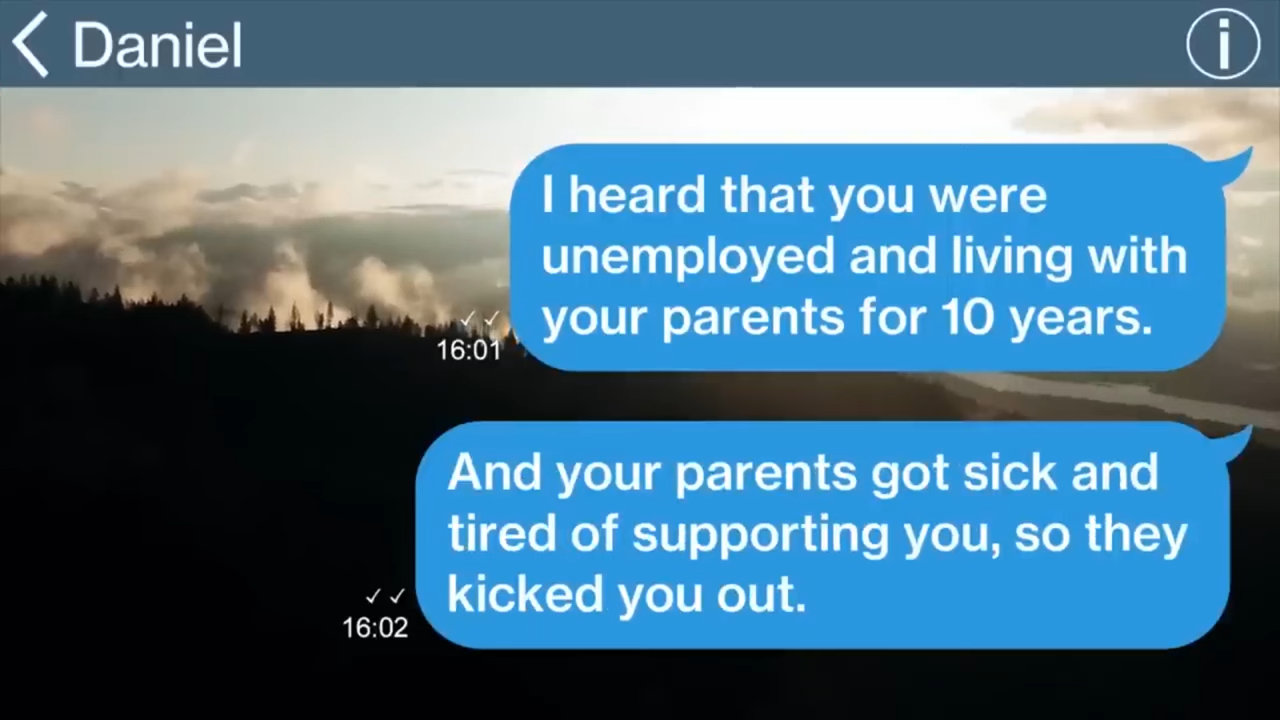 Daniel
I heard that you were
unemployed and living with
your parents for 10 years.
✓ ✓
16:01
And your parents got sick and
tired of supporting you, so they
kicked you out.
✓ ✓
16:02